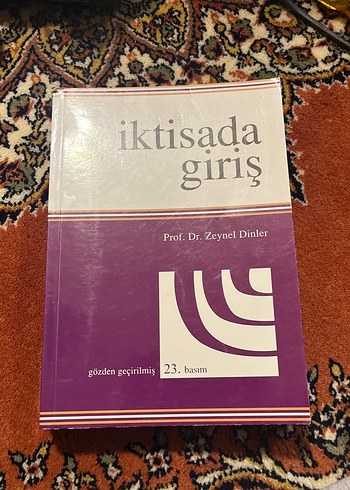 iktisada
giriş
Prof. Dr. Zeynel Dinler
gözden geçirilmiş 23. basım